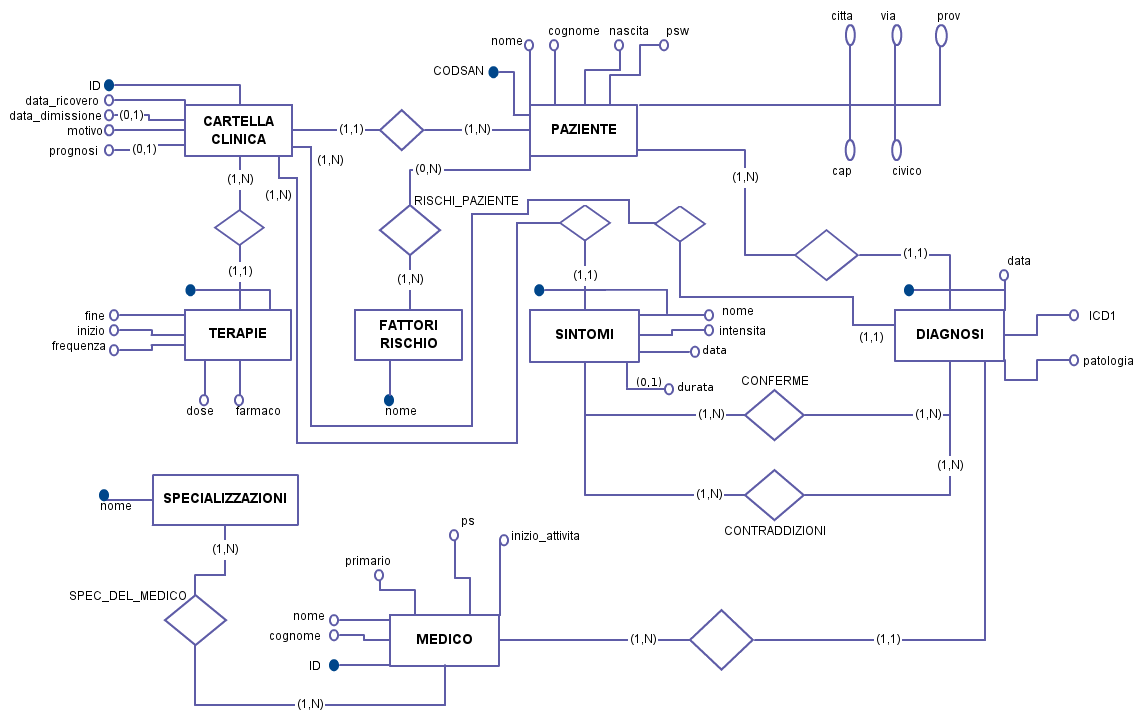 citta
via
prov
nome
cognome
nascita
psw
CODSAN
ID
data_ricovero
data_dimissione
(0,1)
motivo
prognosi
(0,1)
CARTELLA
CLINICA
(1,1)
(1,N)
PAZIENTE
cap
civico
(1,N)
(1,N)
(1,N)
(0,N)
(1,N)
RISCHI_PAZIENTE
(1,1)
(1,N)
(1,1)
(1,1)
data
fine
inizio
frequenza
TERAPIE
FATTORI
RISCHIO
SINTOMI
nome
intensita
data
(0,1)
durata
DIAGNOSI
(1,1)
ICD1
patologia
dose
farmaco
nome
CONFERME
(1,N)
(1,N)
(1,N)
(1,N)
CONTRADDIZIONI
nome
SPECIALIZZAZIONI
(1,N)
ps
inizio_attivita
primario
SPEC_DEL_MEDICO
nome
cognome
ID
MEDICO
(1,N)
(1,1)
(1,N)